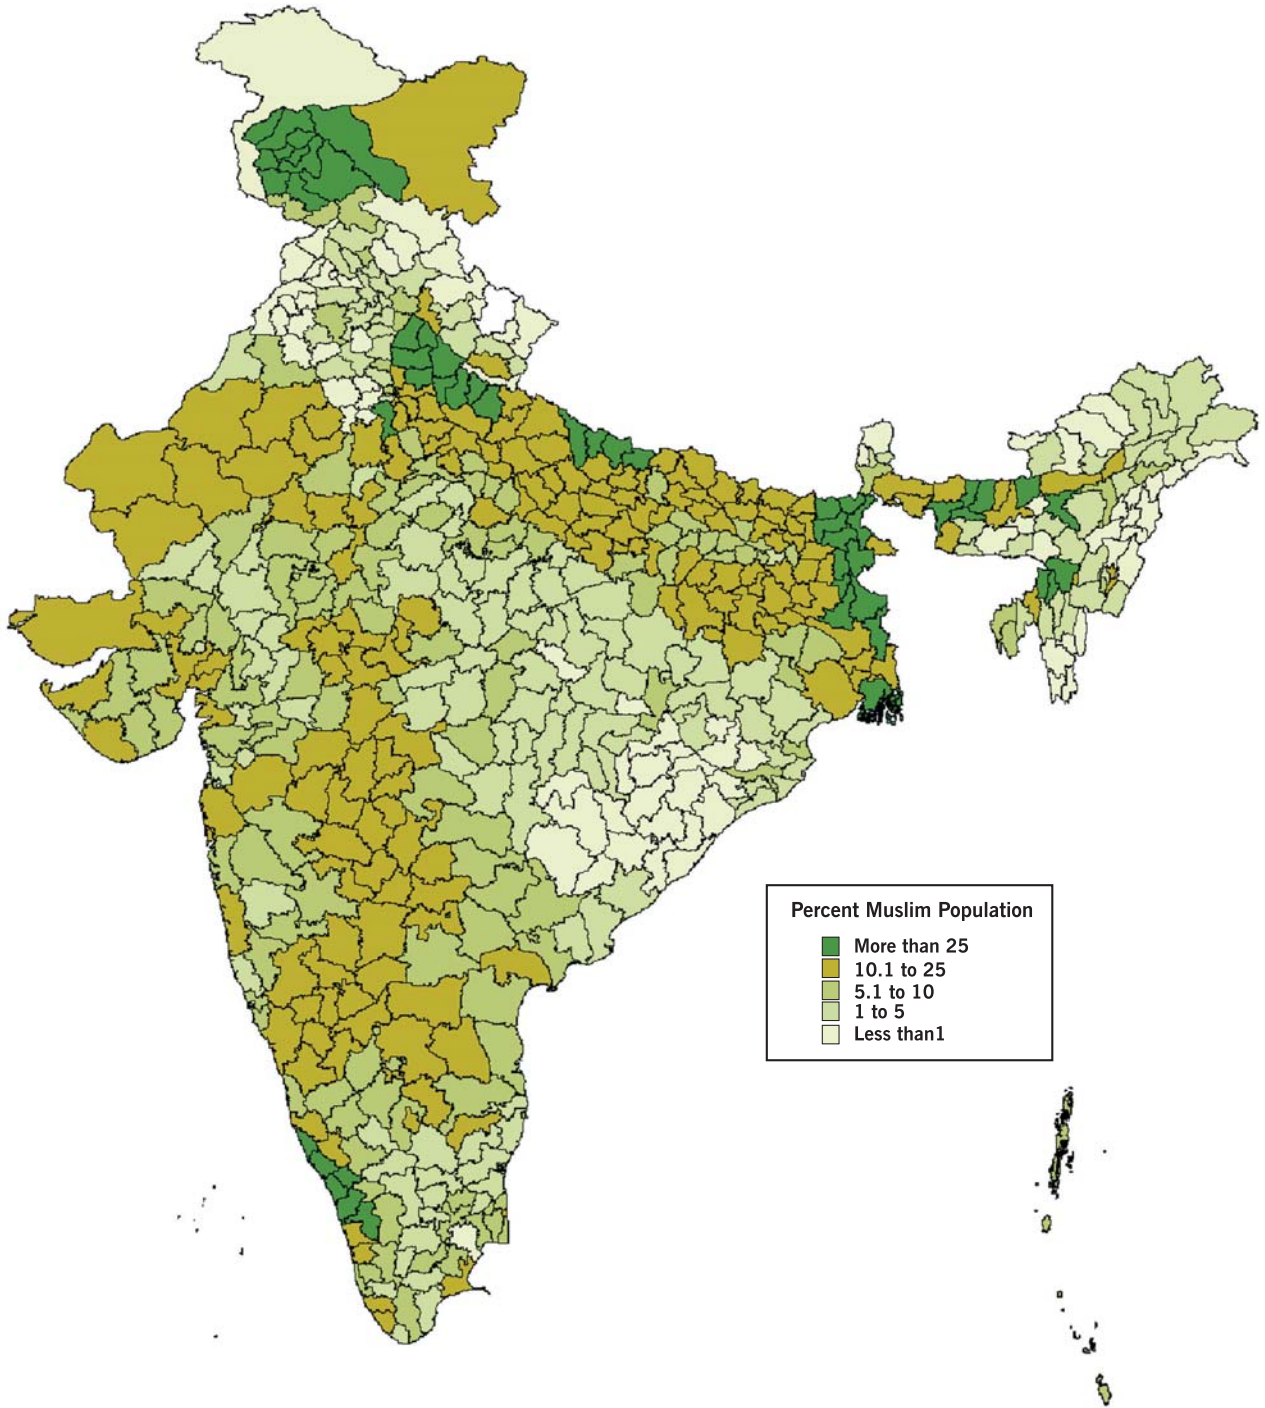 Percent Muslim Population
More than 25
10.1 to 25
5.1 to 10
1 to 5
Less than1